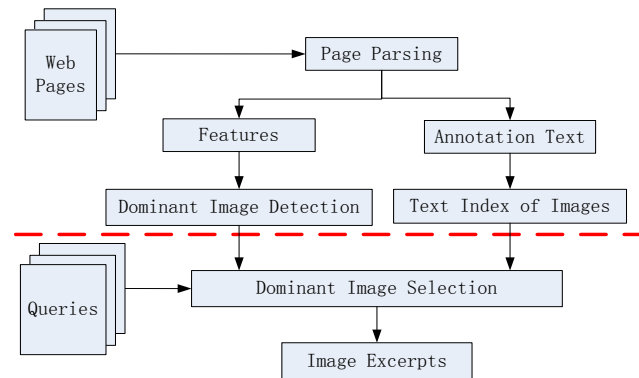 Web
Pages
Page Parsing
Features
Annotation Text
Dominant Image Detection
Text Index of Images
Queries
Dominant Image Selection
Image Excerpts